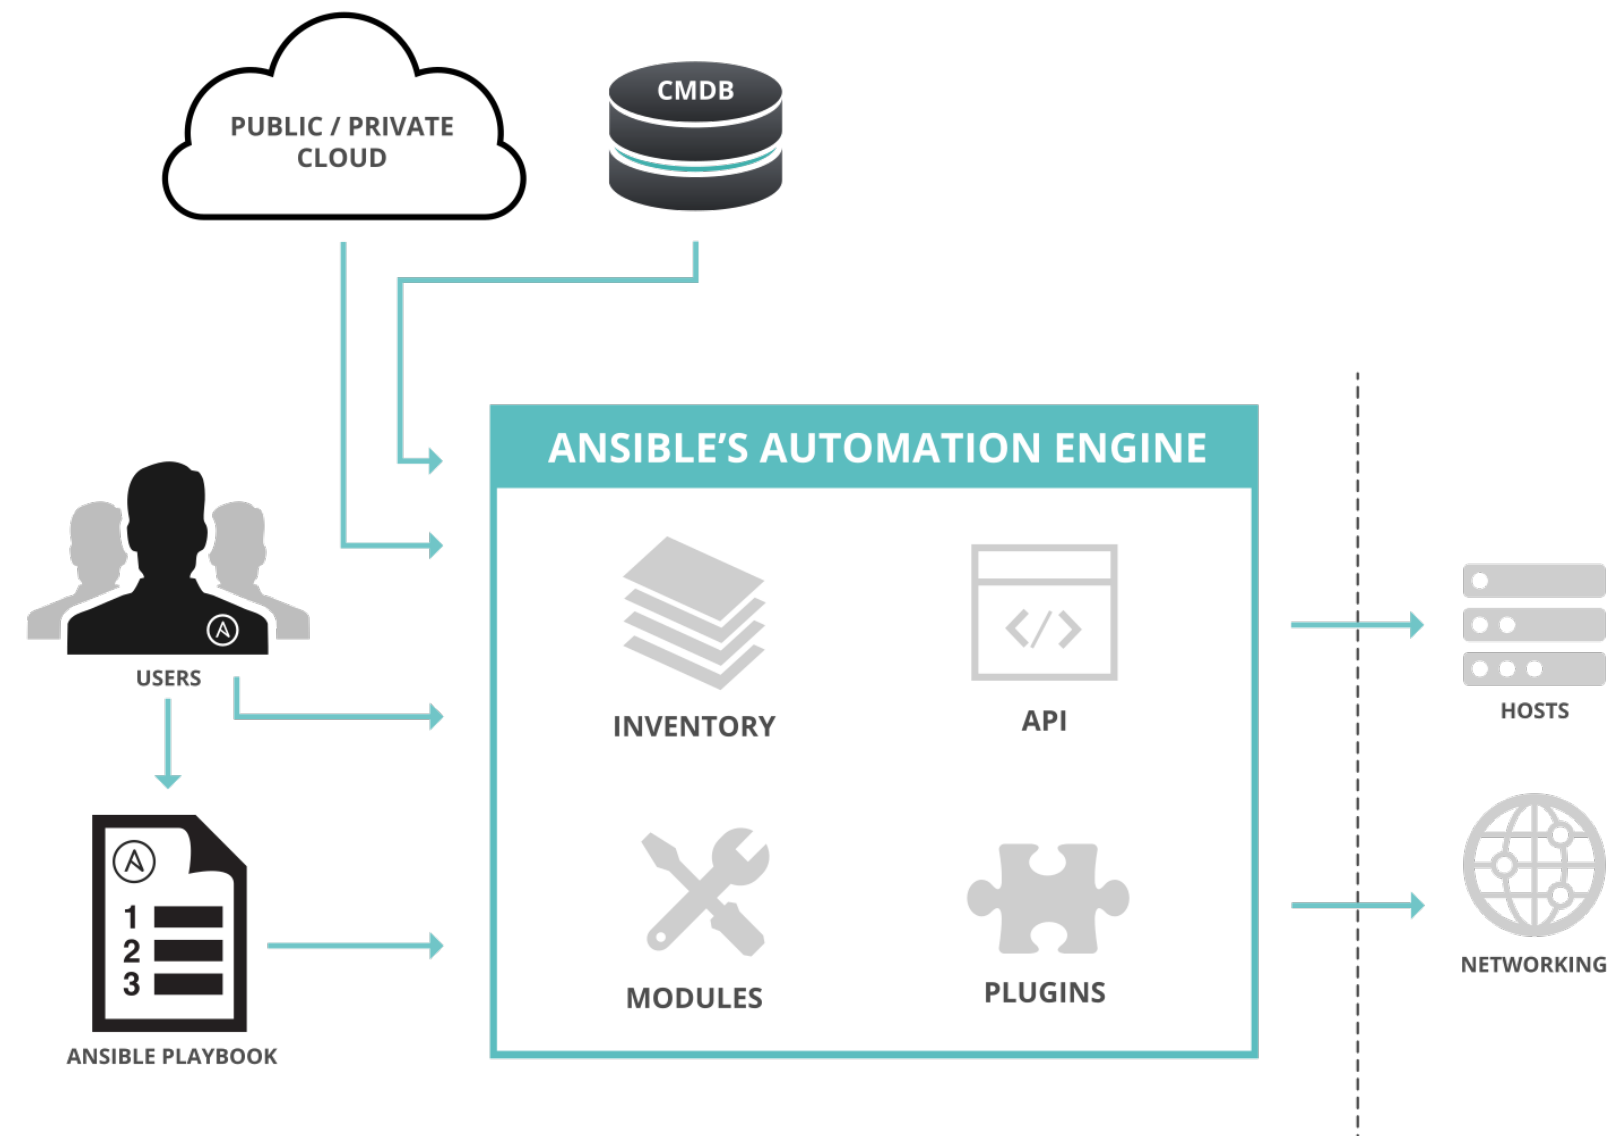 PUBLIC / PRIVATE
CLOUD
CMDB
ANSIBLE'S AUTOMATION ENGINE
USERS
INVENTORY
API
HOSTS
1
2
3
MODULES
PLUGINS
NETWORKING
ANSIBLE PLAYBOOK